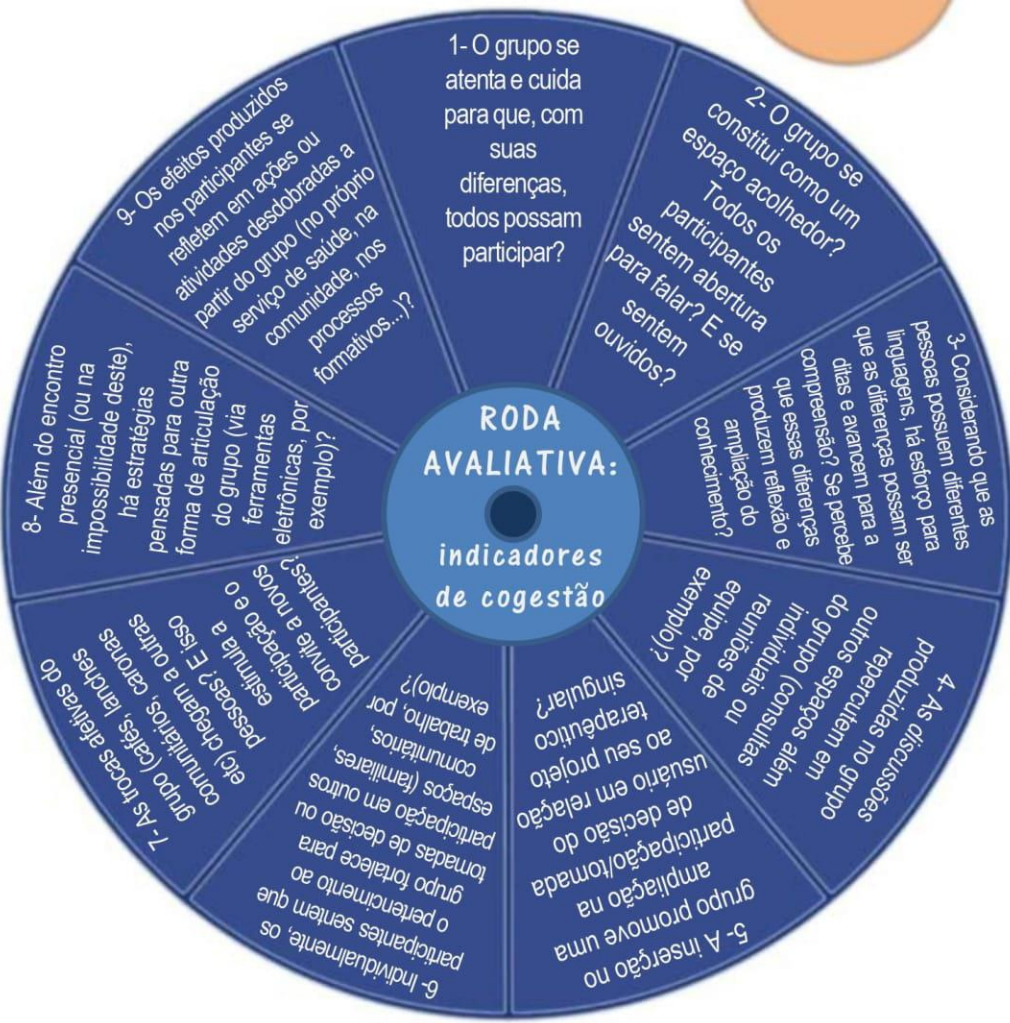 1- O grupo se
atenta e cuida
para que, com
suas
diferenças,
todos possam
participar?
2- O grupo se
constitui como um
espaço acolhedor?
Todos os
participantes
sentem abertura
para falar? E se
sentem
ouvidos?
3- Considerando que as
pessoas possuem diferentes
linguagens, há esforço para
que as diferenças possam ser
ditas e avancem para a
compreensão? Se percebe
que essas diferenças
produzem reflexão e
ampliação do
conhecimento?
4- As discussões
produzidas no grupo
repercutem em
outros espaços além
do grupo (consultas
individuais ou
reuniões de
equipe, por
exemplo)?
5- A inserção no
grupo promove uma
ampliação na
participação/tomada
de decisão do
usuário em relação
ao seu projeto
terapêutico
singular?
6- Individualmente, os
participantes sentem que
o pertencimento ao
grupo fortalece para
tomadas de decisão ou
participação em outros
espaços (familiares,
comunitários,
de trabalho, por
exemplo)?
7- As trocas afetivas do
grupo (cafés, lanches
comunitários, carona
etc) chegam a outras
pessoas? E isso
estimula a
participação e o
convite a novos
participantes?
8- Além do encontro
presencial (ou na
impossibilidade deste),
há estratégias
pensadas para outra
forma de articulação
do grupo (via
ferramentas
eletrônicas, por
exemplo)?
9- Os efeitos produzidos
nos participantes se
refletem em ações ou
atividades desdobradas a
partir do grupo (no próprio
serviço de saúde, na
comunidade, nos
processos
formativos...)?
RODA
AVALIATIVA:
indicadores
de cogestão